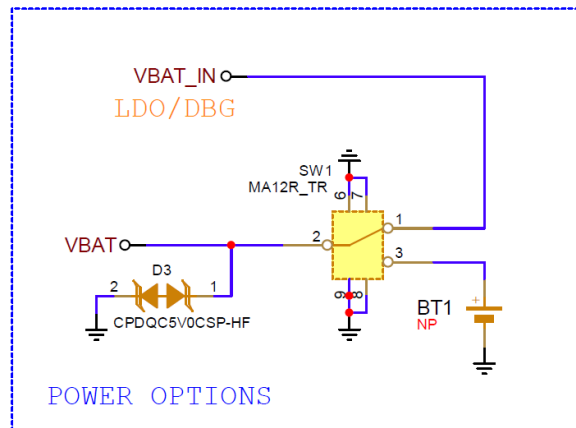 VBAT_IN
LDO/DBG
SW1
MA12R_TR
6 7
1
VBAT
2
3
D3
2 1
9 8
CPDQC5V0CSP-HF
+
BT1
NP
POWER OPTIONS